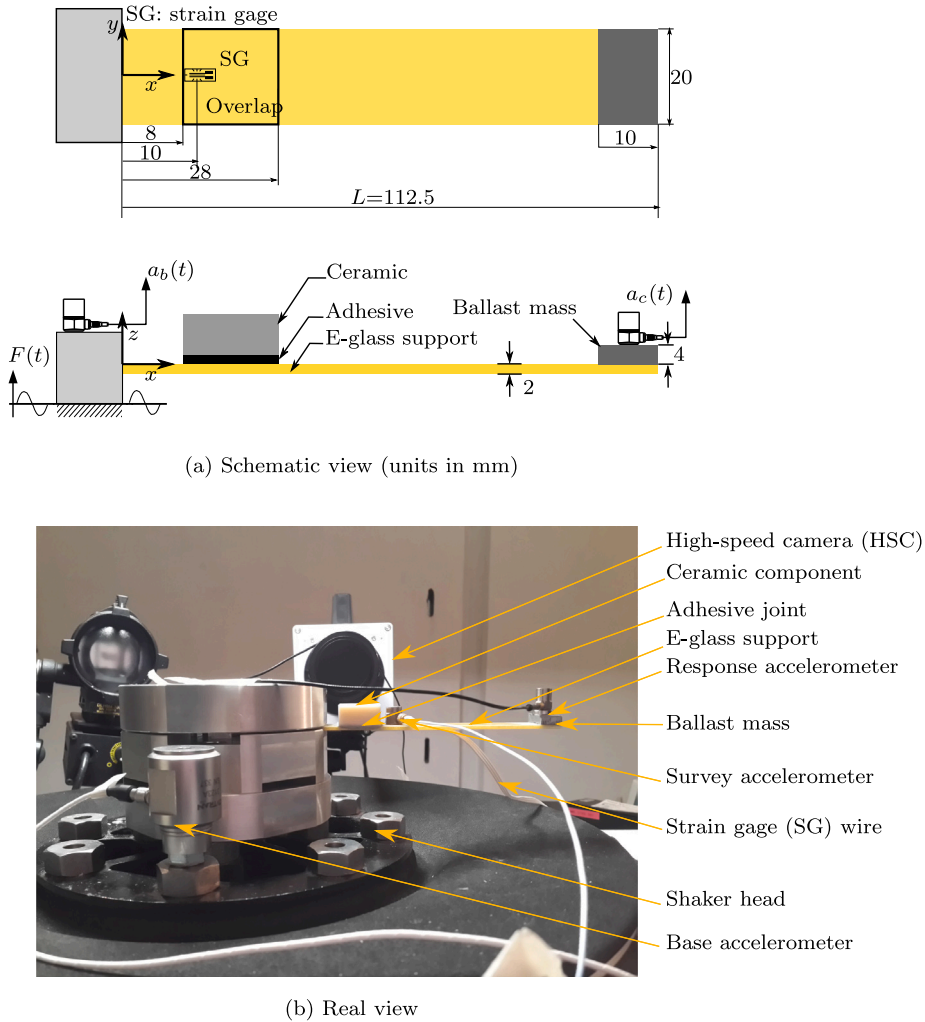 SG: strain gage
y
SG
x
Overlap
20
8
10
10
28
L=112.5
a_b(t)
Ceramic
a_c(t)
Ballast mass
Adhesive
z
E-glass support
F(t)
x
4
2
(a) Schematic view (units in mm)
High-speed camera (HSC)
Ceramic component
Adhesive joint
E-glass support
Response accelerometer
Ballast mass
Survey accelerometer
Strain gage (SG) wire
Shaker head
Base accelerometer
(b) Real view